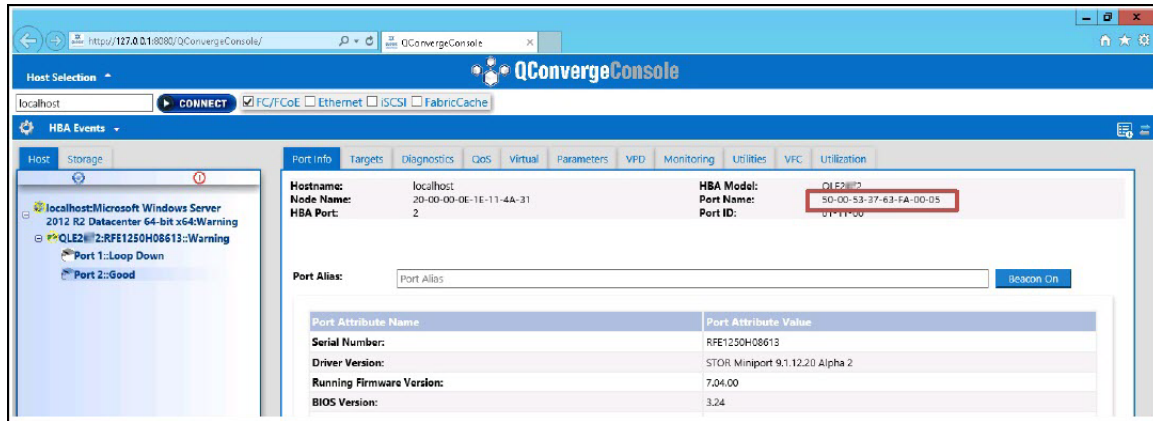 http://127.0.0.1:8080/QConvergeConsole/
QConvergeConsole
Host Selection
QConvergeConsole
localhost CONNECT FC/FCoE Ethernet iSCSI FabricCache
HBA Events
Host Storage
Port Info Targets Diagnostics QoS Virtual Parameters VPD Monitoring Utilities VFC Utilization
localhost:Microsoft Windows Server
2012 R2 Datacenter 64-bit x64:Warning
:RFE1250H08613::Warning
Port 1::Loop Down
Port 2::Good
Hostname: localhost HBA Model:
Node Name: 20-00-00-0E-1E-11-4A-31 Port Name: 50-00-53-37-63-FA-00-05
HBA Port: 2 Port ID: 01-11-00
Port Alias: Port Alias Beacon On
Port Attribute Name Port Attribute Value
Serial Number: RFE1250H08613
Driver Version: STOR Miniport 9.1.12.20 Alpha 2
Running Firmware Version: 7.04.00
BIOS Version: 3.24